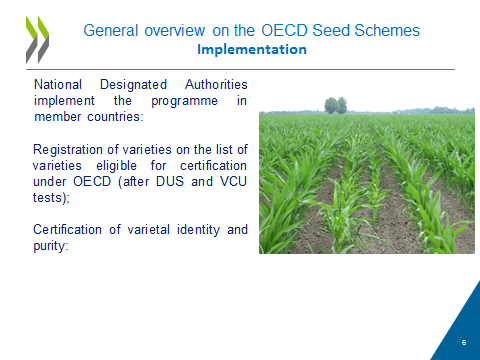 General overview on the OECD Seed Schemes
Implementation
National Designated Authorities
implement the programme in
member countries:
Registration of varieties on the list of
varieties eligible for certification
under OECD (after DUS and VCU
tests);
Certification of varietal identity and
purity:
6